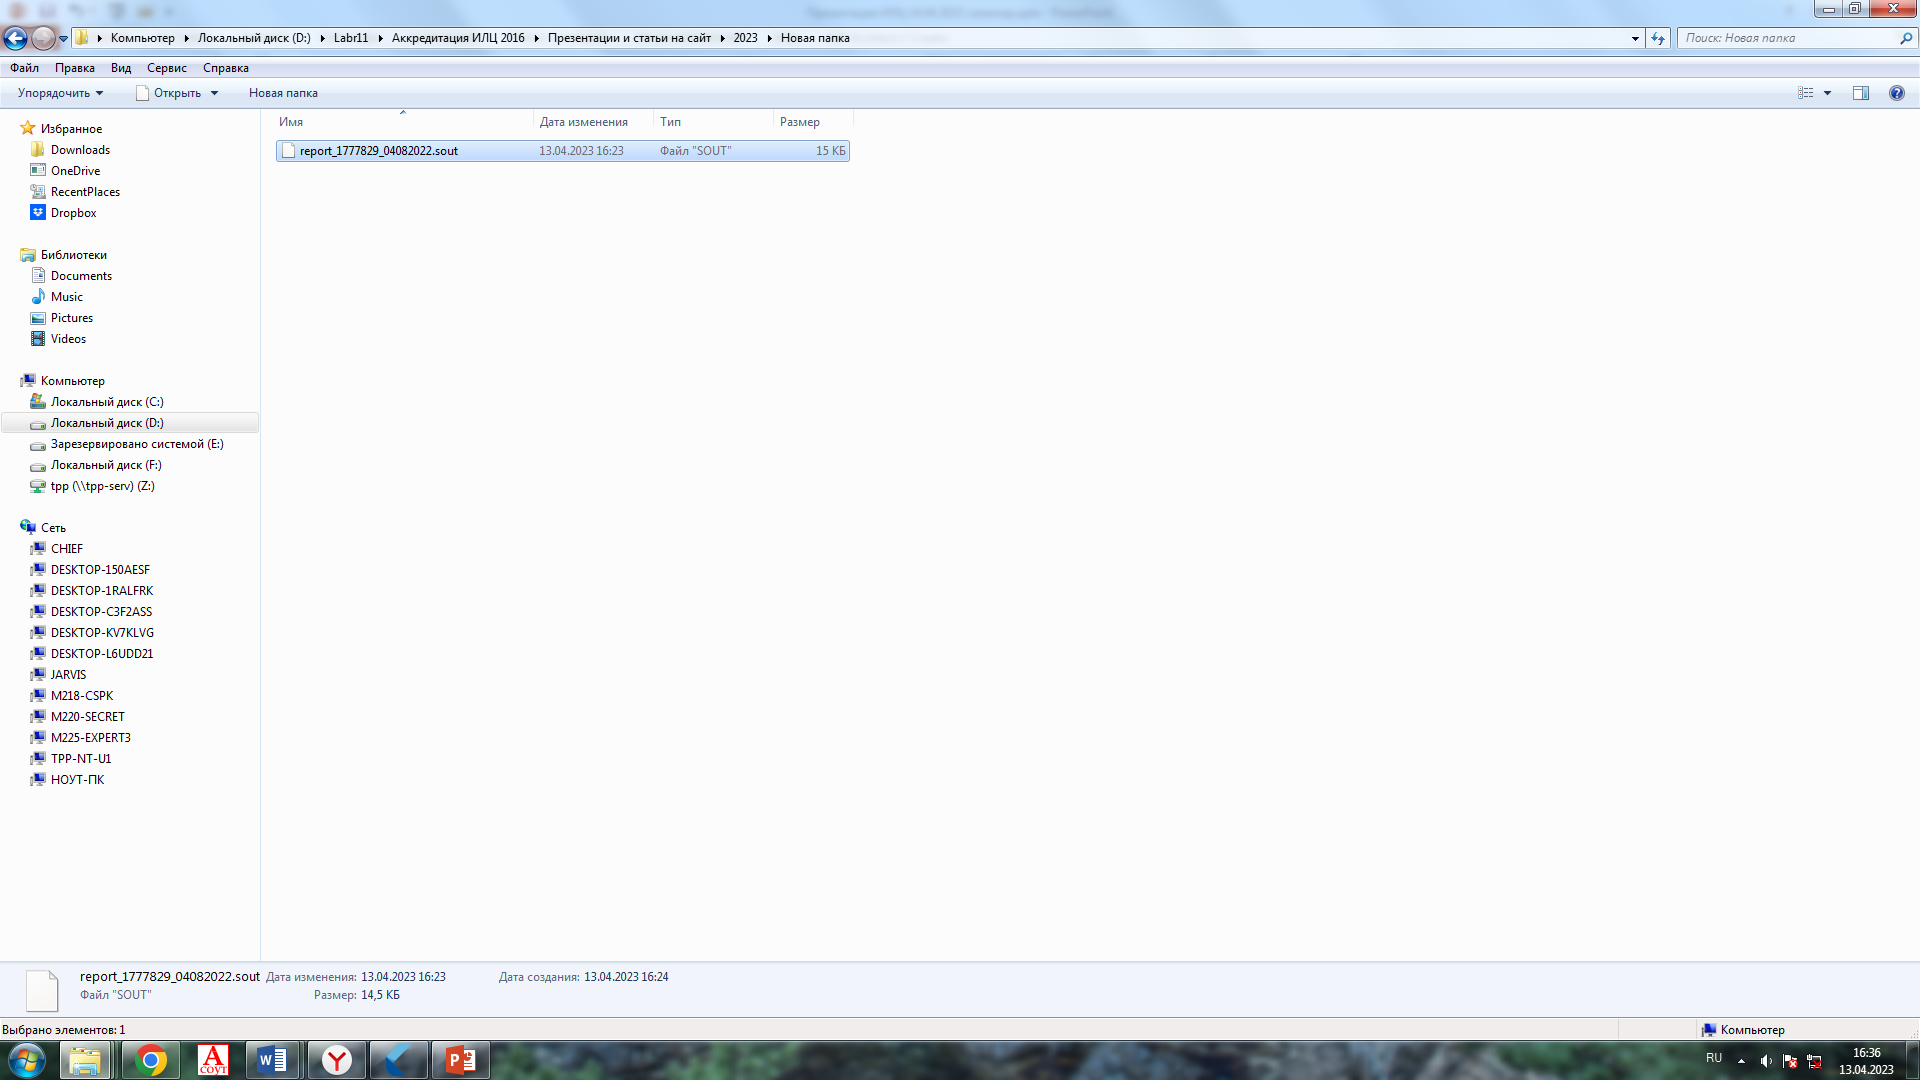 Компьютер ▸ Локальный диск (D:) ▸ Labr11 ▸ Аккредитация ИЛЦ 2016 ▸ Презентации и статьи на сайт ▸ 2023 ▸ Новая папка
Поиск: Новая папка
Файл Правка Вид Сервис Справка
Упорядочить Открыть Новая папка
Имя Дата изменения Тип Размер
report_1777829_04082022.sout 13.04.2023 16:23 Файл "SOUT" 15 КБ
Избранное
Downloads
OneDrive
RecentPlaces
Dropbox
Библиотеки
Documents
Music
Pictures
Videos
Компьютер
Локальный диск (C:)
Локальный диск (D:)
Зарезервировано системой (E:)
Локальный диск (F:)
tpp (\\tpp-serv) (Z:)
Сеть
CHIEF
DESKTOP-150AESF
DESKTOP-1RALFRK
DESKTOP-C3F2ASS
DESKTOP-KV7KLVG
DESKTOP-L6UDD21
JARVIS
M218-CSPK
M220-SECRET
M225-EXPERT3
TPP-NT-U1
НОУТ-ПК
report_1777829_04082022.sout Дата изменения: 13.04.2023 16:23 Дата создания: 13.04.2023 16:24
Файл "SOUT" Размер: 14,5 КБ
Выбрано элементов: 1 Компьютер
А СОУТ
RU 16:36
13.04.2023